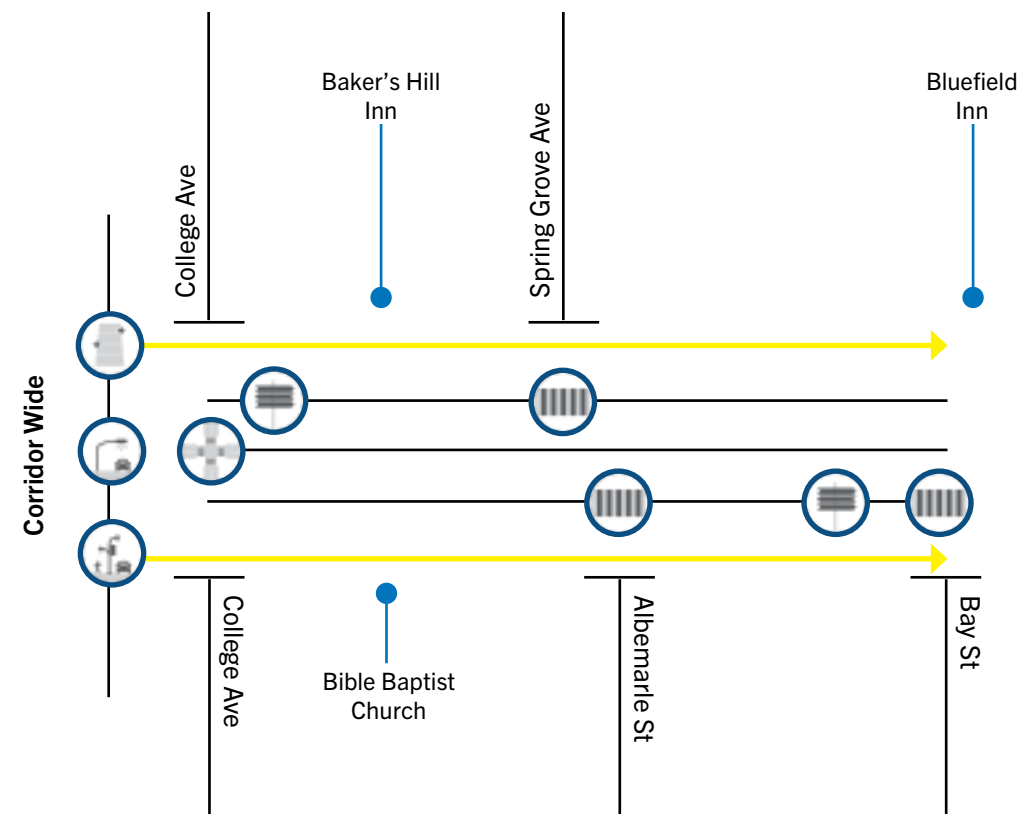 Baker's Hill
Inn
Bluefield
Inn
College Ave
Spring Grove Ave
Corridor Wide
College Ave
Bible Baptist
Church
Albemarle St
Bay St